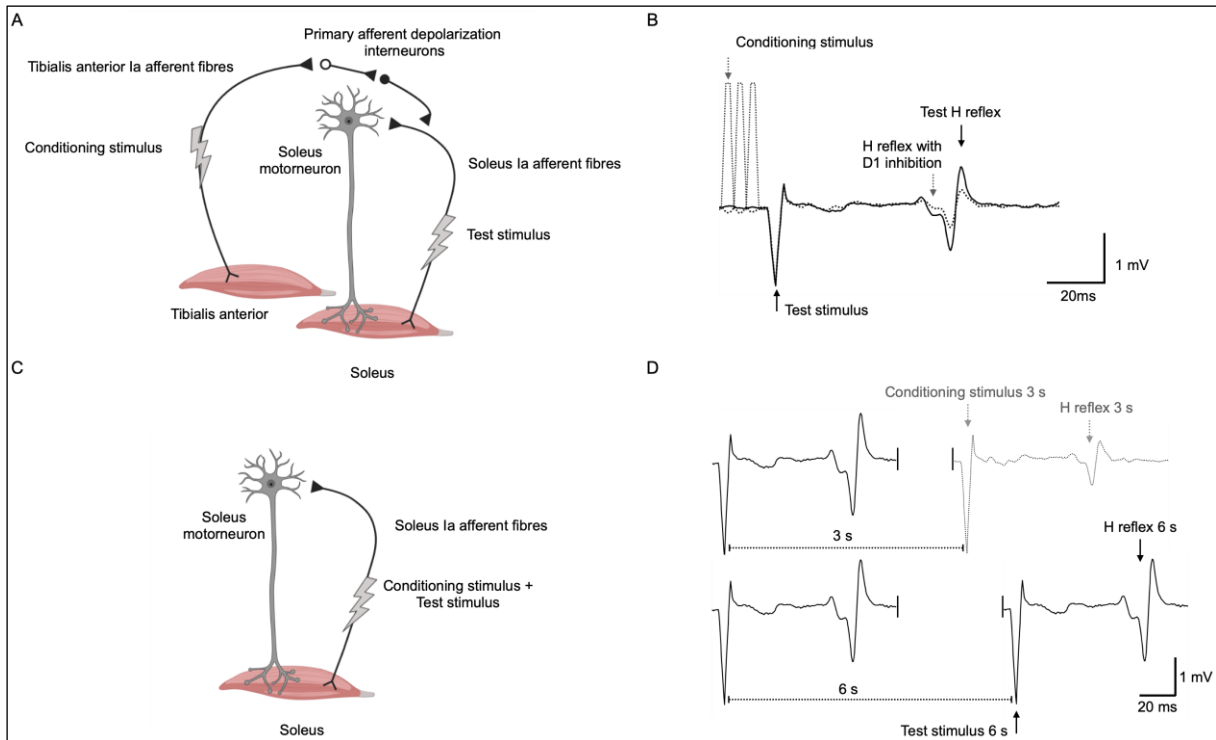 A
Primary afferent depolarization
interneurons
Tibialis anterior Ia afferent fibres
Conditioning stimulus
Soleus
motorneuron
Soleus Ia afferent fibres
Test stimulus
Tibialis anterior
Soleus
B
Conditioning stimulus
Test H reflex
H reflex with
D1 inhibition
1 mV
20ms
Test stimulus
C
Soleus
motorneuron
Soleus Ia afferent fibres
Conditioning stimulus +
Test stimulus
Soleus
D
Conditioning stimulus 3 s
H reflex 3 s
3 s
H reflex 6 s
6 s
1 mV
20 ms
Test stimulus 6 s